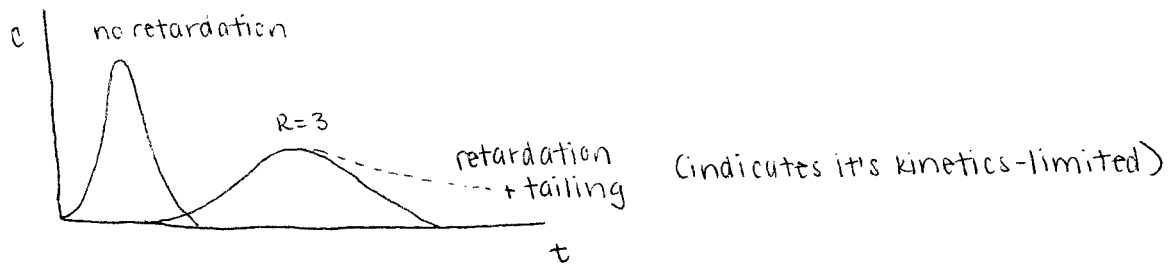 c
no retardation
R=3
retardation
+ tailing
(indicates it's kinetics-limited)
t